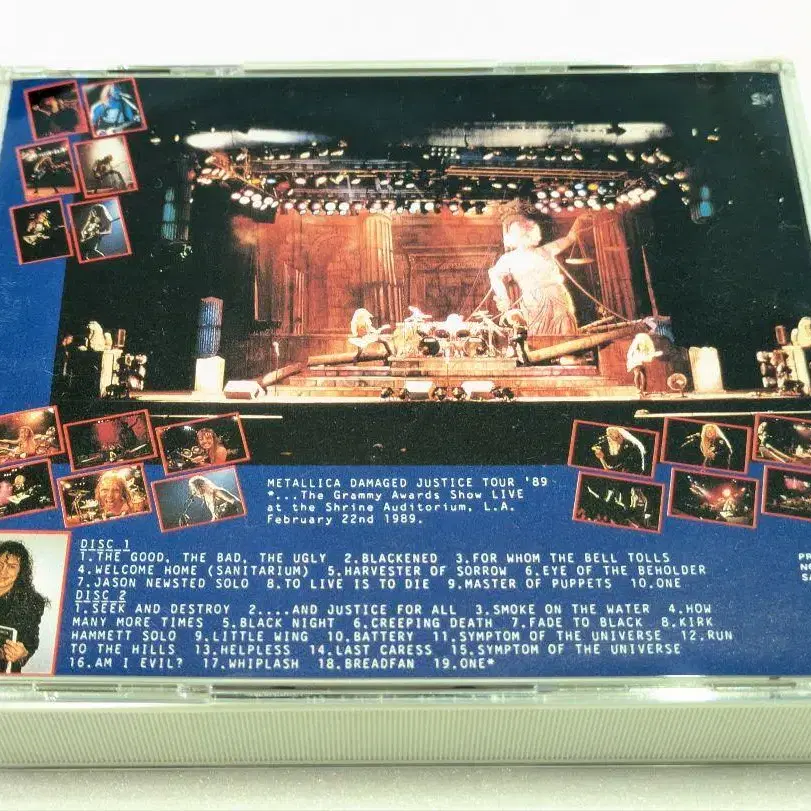 METALLICA DAMAGED JUSTICE TOUR '89
*...The Grammy Awards Show LIVE
at the Shrine Auditorium, L.A.
February 22nd 1989.
DISC 1
1.THE GOOD, THE BAD, THE UGLY 2.BLACKENED 3.FOR WHOM THE BELL TOLLS
4.WELCOME HOME (SANITARIUM) 5.HARVESTER OF SORROW 6.EYE OF THE BEHOLDER
7.JASON NEWSTED SOLO 8.TO LIVE IS TO DIE 9.MASTER OF PUPPETS 10.ONE
DISC 2
1.SEEK AND DESTROY 2....AND JUSTICE FOR ALL 3.SMOKE ON THE WATER 4.HOW
MANY MORE TIMES 5.BLACK NIGHT 6.CREEPING DEATH 7.FADE TO BLACK 8.KIRK
HAMMETT SOLO 9.LITTLE WING 10.BATTERY 11.SYMPTOM OF THE UNIVERSE 12.RUN
TO THE HILLS 13.HELPLESS 14.LAST CARESS 15.SYMPTOM OF THE UNIVERSE
16.AM I EVIL? 17.WHIPLASH 18.BREADFAN 19.ONE*